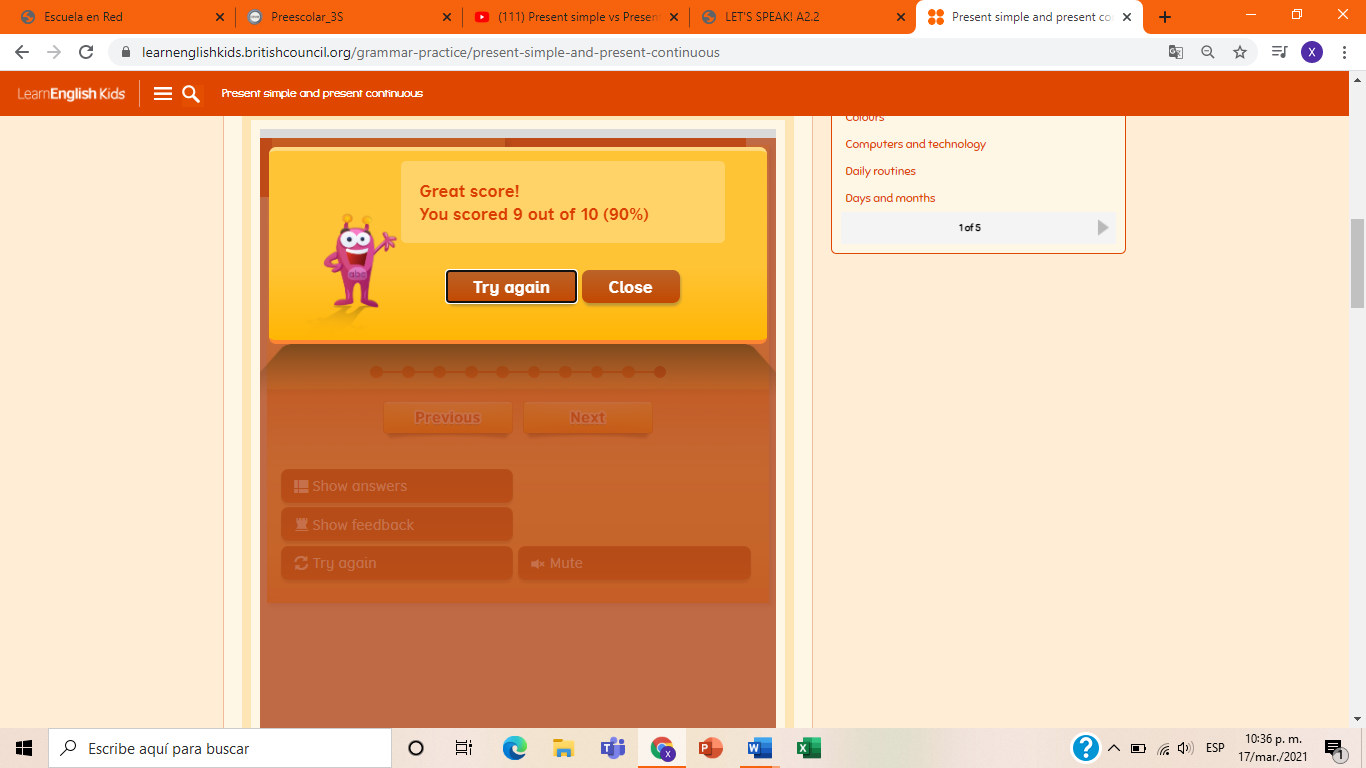 Escuela en Red
Preescolar_3S
(111) Present simple vs Present
LET'S SPEAK! A2.2
Present simple and present co
learnenglishkids.britishcouncil.org/grammar-practice/present-simple-and-present-continuous
X
LearnEnglish Kids
Present simple and present continuous
Colours
Computers and technology
Daily routines
Days and months
1 of 5
Great score!
You scored 9 out of 10 (90%)
abc
Try again
Close
Previous
Next
Show answers
Show feedback
Try again
Mute
Escribe aquí para buscar
ESP
10:36 p. m.
17/mar./2021
1